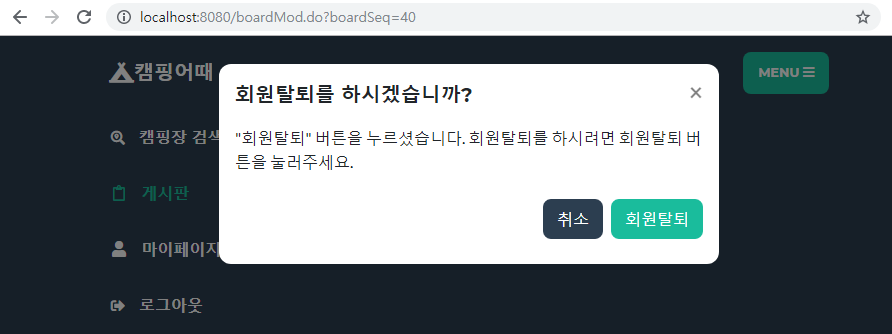 localhost:8080/boardMod.do?boardSeq=40
캠핑어때
MENU
회원탈퇴를 하시겠습니까?
×
캠핑장 검색
"회원탈퇴" 버튼을 누르셨습니다. 회원탈퇴를 하시려면 회원탈퇴 버
튼을 눌러주세요.
게시판
취소 회원탈퇴
마이페이지
로그아웃